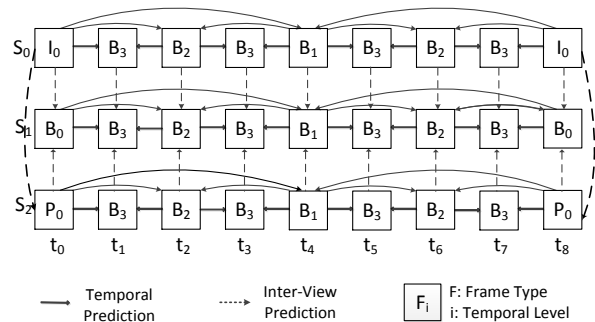 S₀ I₀ B₃ B₂ B₃ B₁ B₃ B₂ B₃ I₀
S₁ B₀ B₃ B₂ B₃ B₁ B₃ B₂ B₃ B₀
S₂ P₀ B₃ B₂ B₃ B₁ B₃ B₂ B₃ P₀
t₀ t₁ t₂ t₃ t₄ t₅ t₆ t₇ t₈
Temporal
Prediction
Inter-View
Prediction
Fᵢ
F: Frame Type
i: Temporal Level